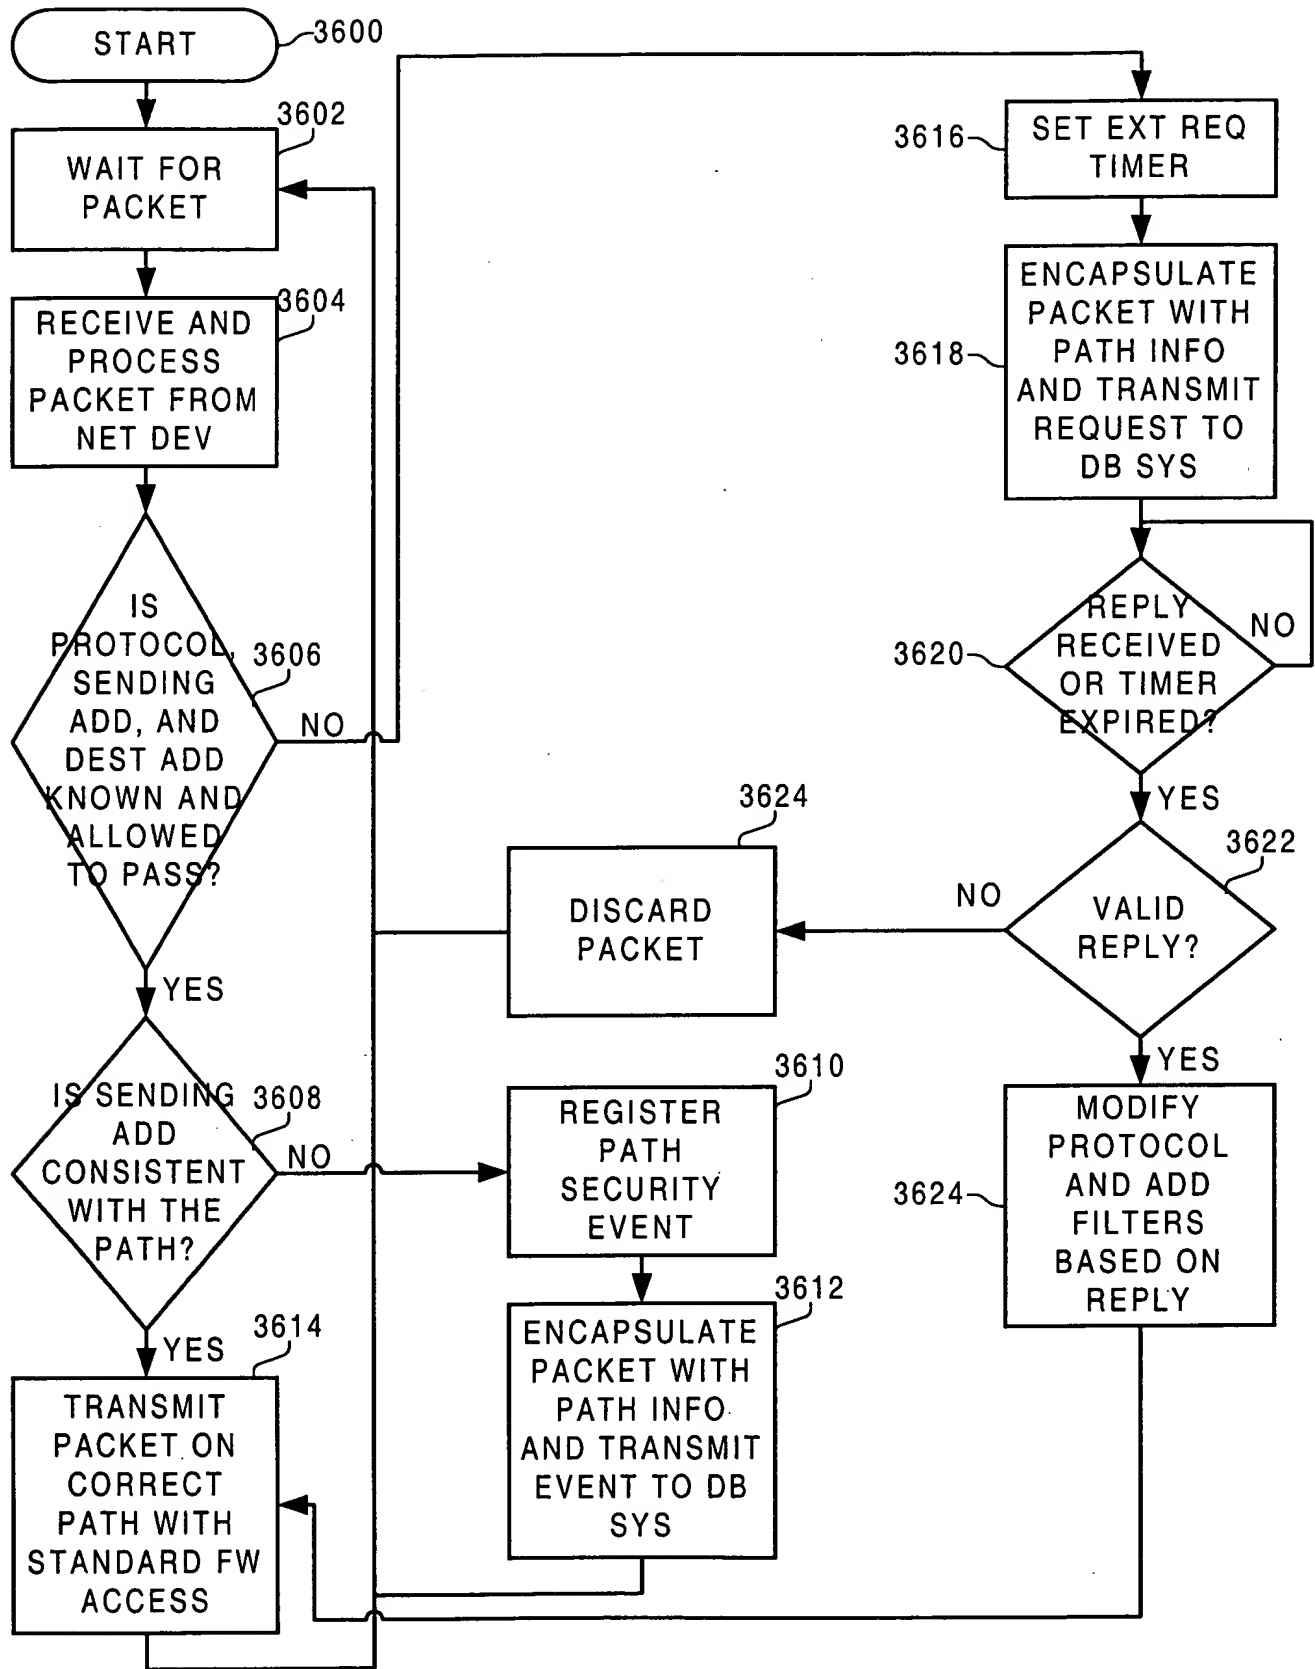 START
3600
3602
WAIT FOR
PACKET
3604
RECEIVE AND
PROCESS
PACKET FROM
NET DEV
IS
PROTOCOL,
SENDING
ADD, AND
DEST ADD
KNOWN AND
ALLOWED
TO PASS?
3606
NO
YES
IS SENDING
ADD
CONSISTENT
WITH THE
PATH?
3608
NO
YES
3614
TRANSMIT
PACKET ON
CORRECT
PATH WITH
STANDARD FW
ACCESS
3624
DISCARD
PACKET
3610
REGISTER
PATH
SECURITY
EVENT
3612
ENCAPSULATE
PACKET WITH
PATH INFO
AND TRANSMIT
EVENT TO DB
SYS
3616
SET EXT REQ
TIMER
3618
ENCAPSULATE
PACKET WITH
PATH INFO
AND TRANSMIT
REQUEST TO
DB SYS
3620
REPLY
RECEIVED
OR TIMER
EXPIRED?
NO
YES
3622
VALID
REPLY?
NO
YES
3624
MODIFY
PROTOCOL
AND ADD
FILTERS
BASED ON
REPLY